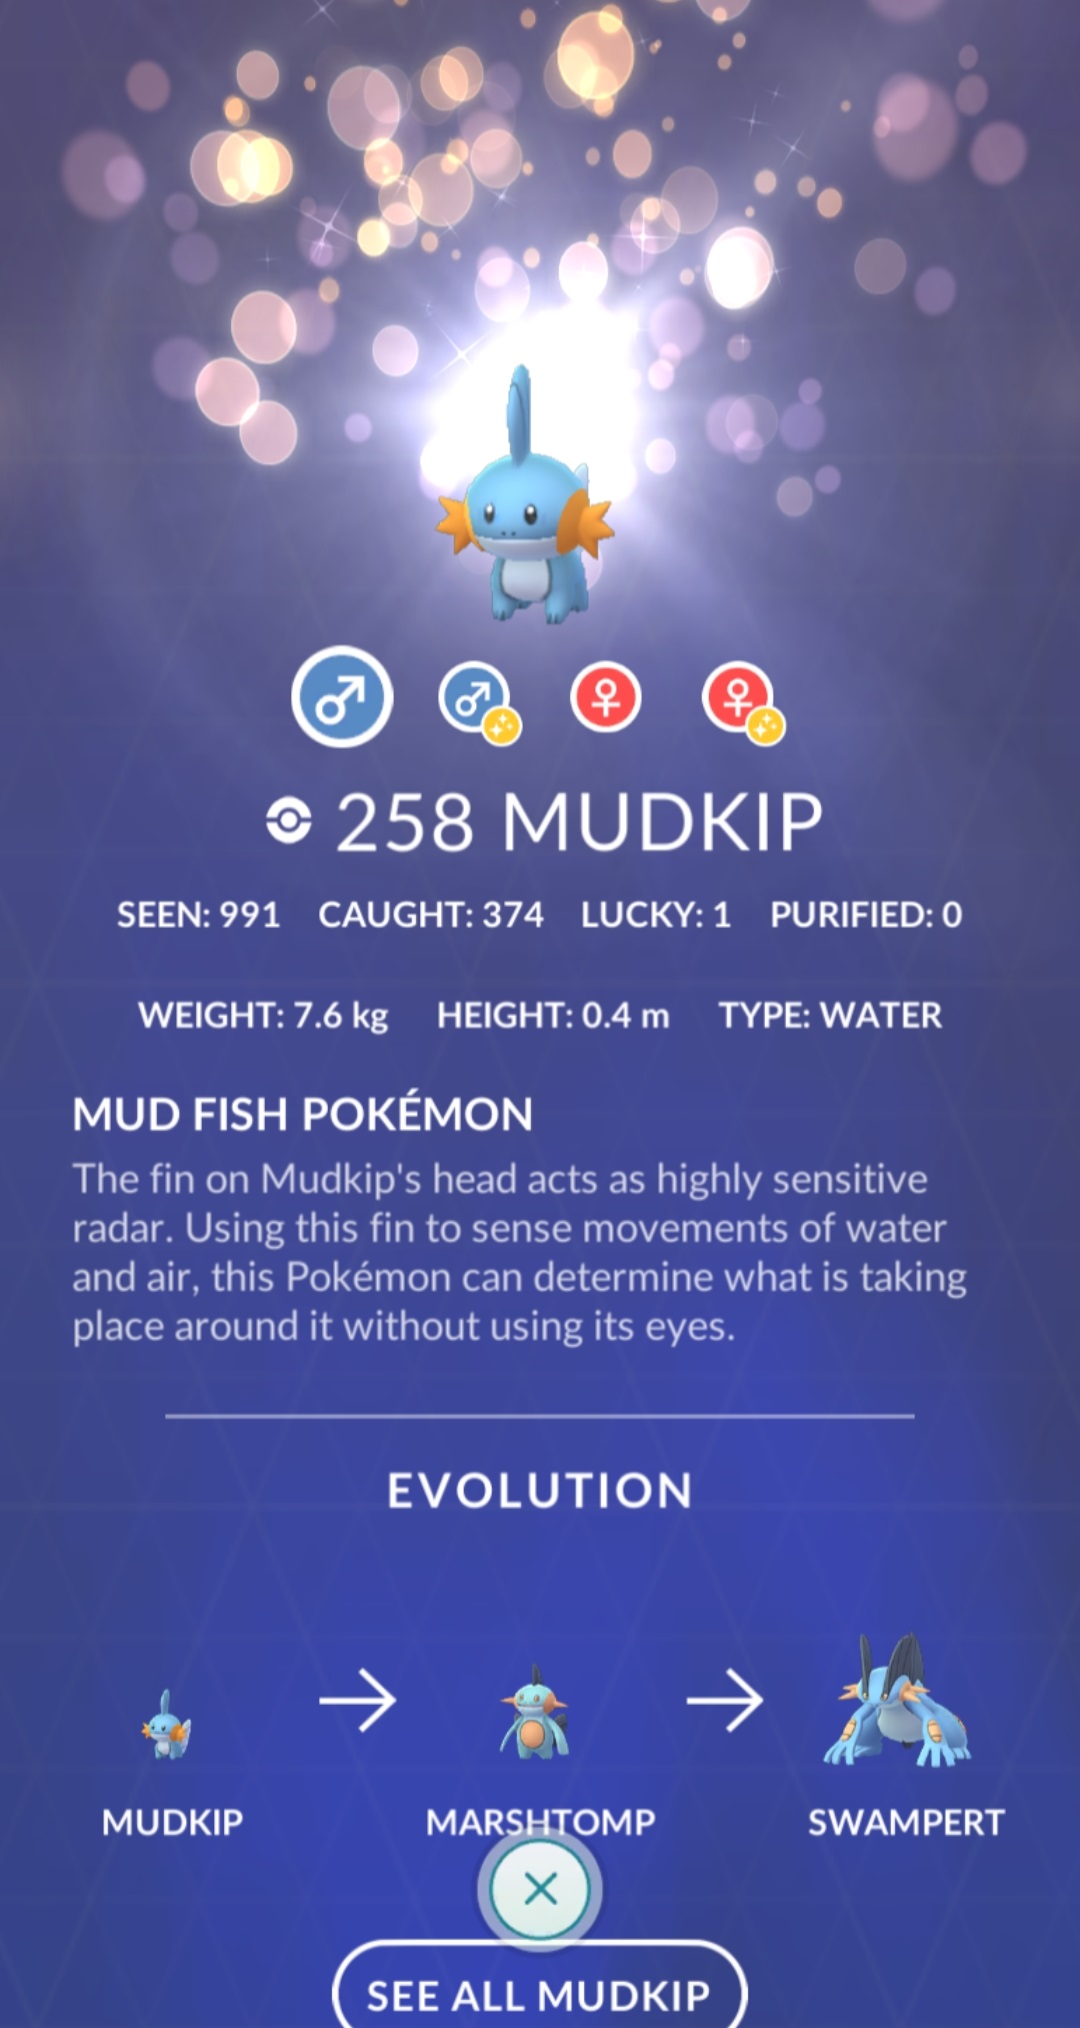 258 MUDKIP
SEEN: 991 CAUGHT: 374 LUCKY: 1 PURIFIED: 0
WEIGHT: 7.6 kg HEIGHT: 0.4 m TYPE: WATER
MUD FISH POKÉMON
The fin on Mudkip's head acts as highly sensitive
radar. Using this fin to sense movements of water
and air, this Pokémon can determine what is taking
place around it without using its eyes.
EVOLUTION
MUDKIP MARSHTOMP SWAMPERT
SEE ALL MUDKIP